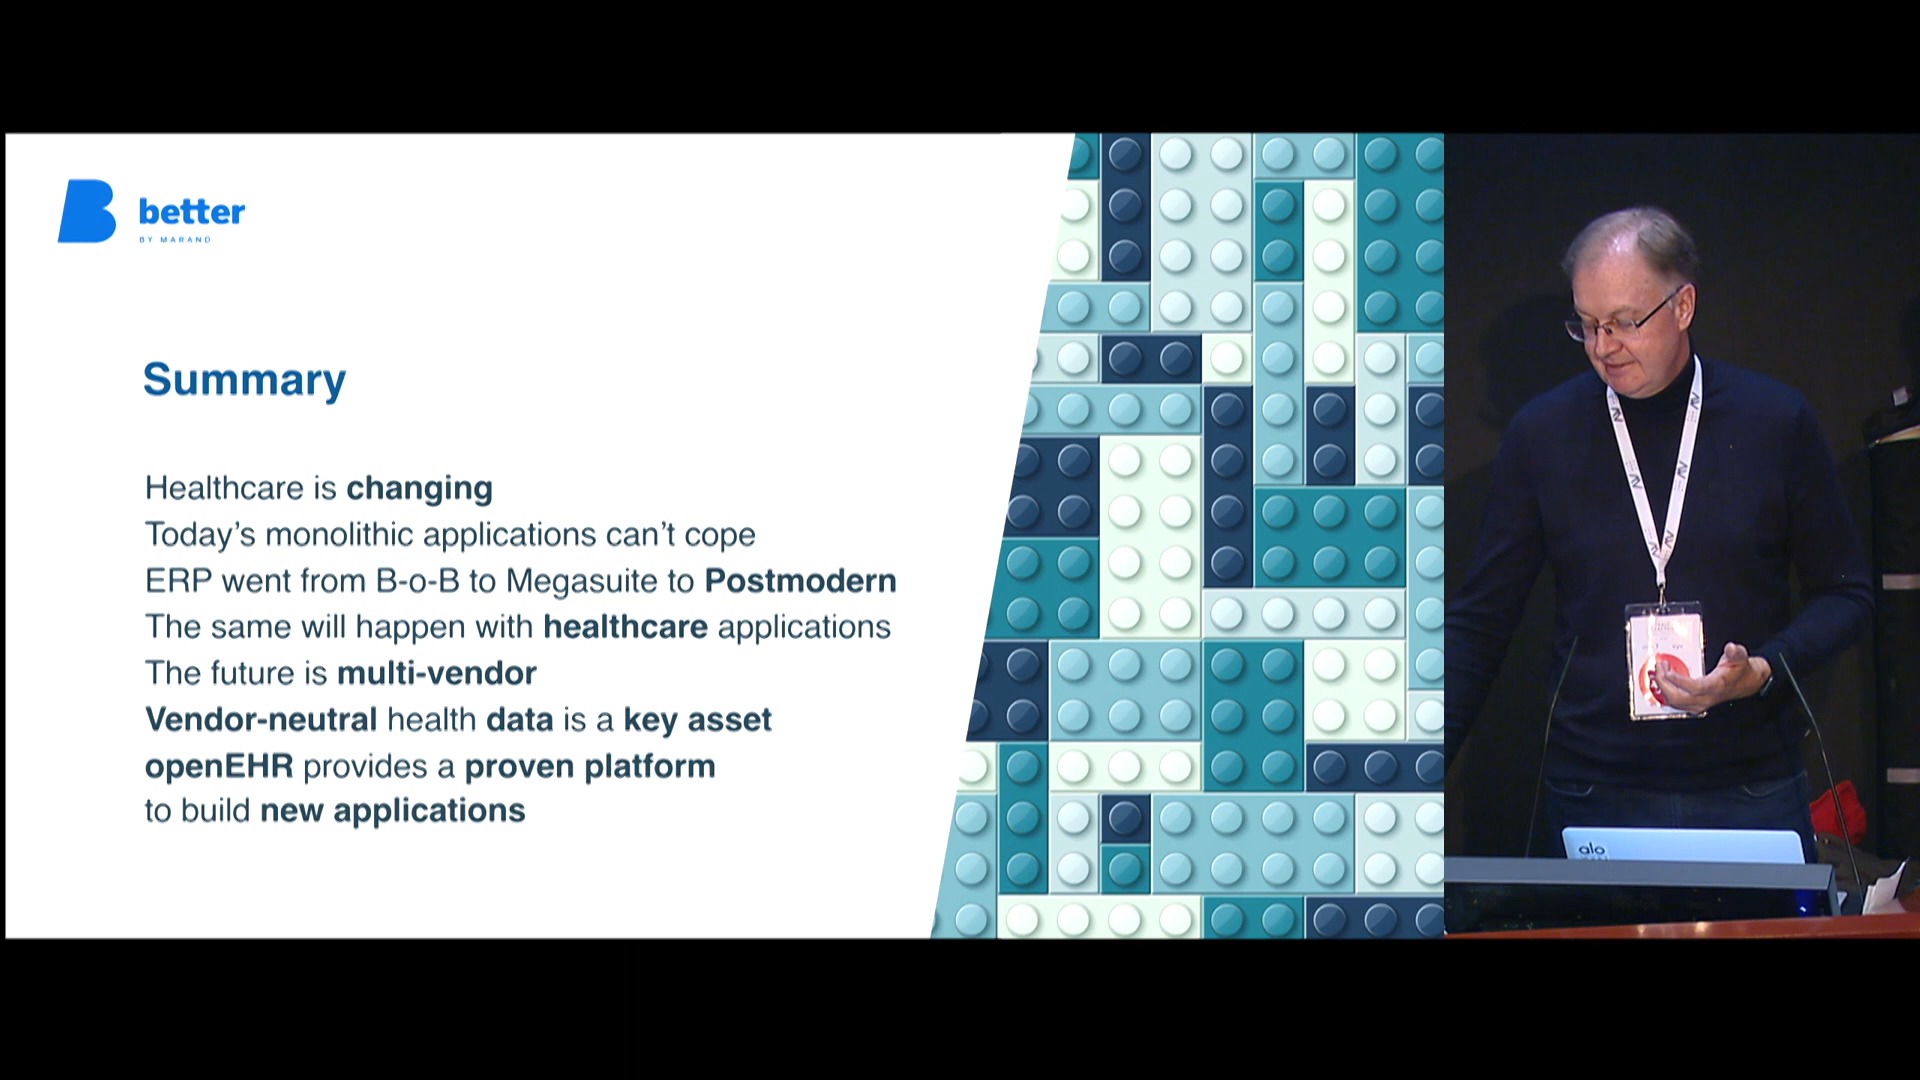 better
BY MARAND
Summary
Healthcare is changing
Today's monolithic applications can't cope
ERP went from B-o-B to Megasuite to Postmodern
The same will happen with healthcare applications
The future is multi-vendor
Vendor-neutral health data is a key asset
openEHR provides a proven platform
to build new applications
alo